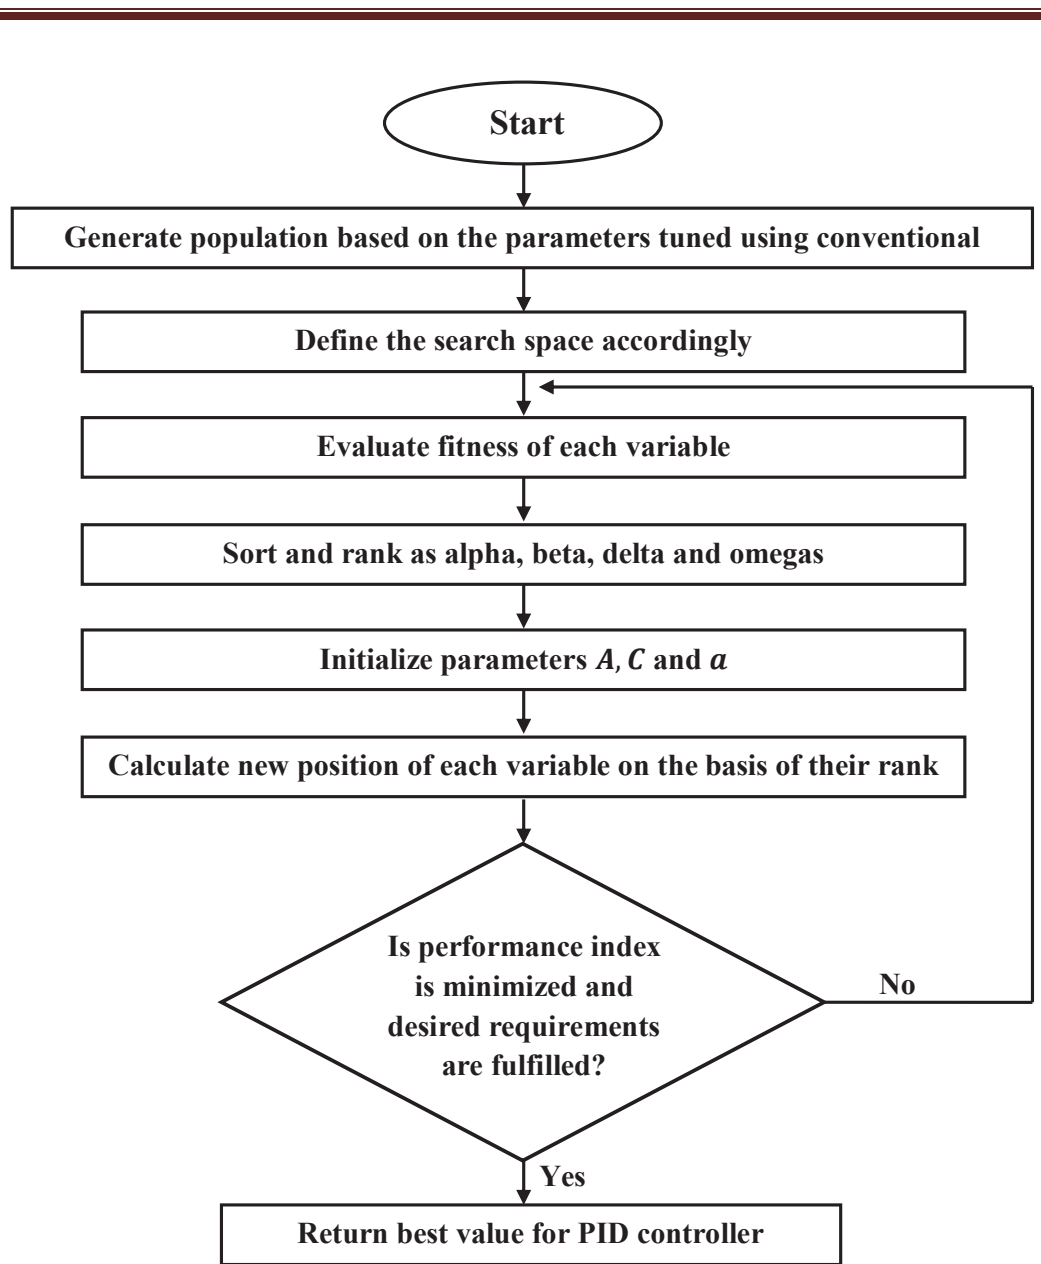 Start
Generate population based on the parameters tuned using conventional
Define the search space accordingly
Evaluate fitness of each variable
Sort and rank as alpha, beta, delta and omegas
Initialize parameters A, C and a
Calculate new position of each variable on the basis of their rank
Is performance index
is minimized and
desired requirements
are fulfilled?
No
Yes
Return best value for PID controller